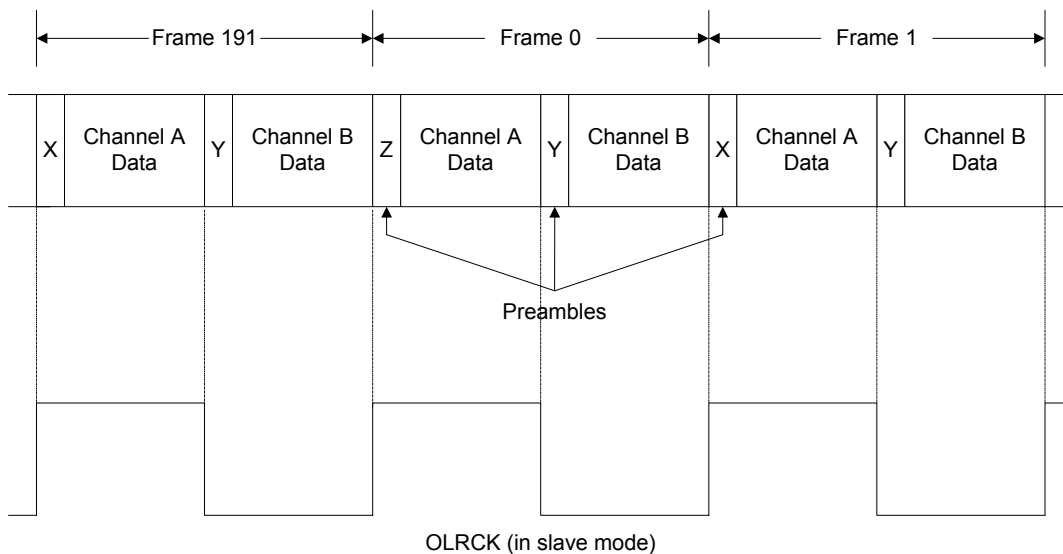 Frame 191 Frame 0 Frame 1
X Channel A Data Y Channel B Data Z Channel A Data Y Channel B Data X Channel A Data Y Channel B Data
Preambles
OLRCK (in slave mode)